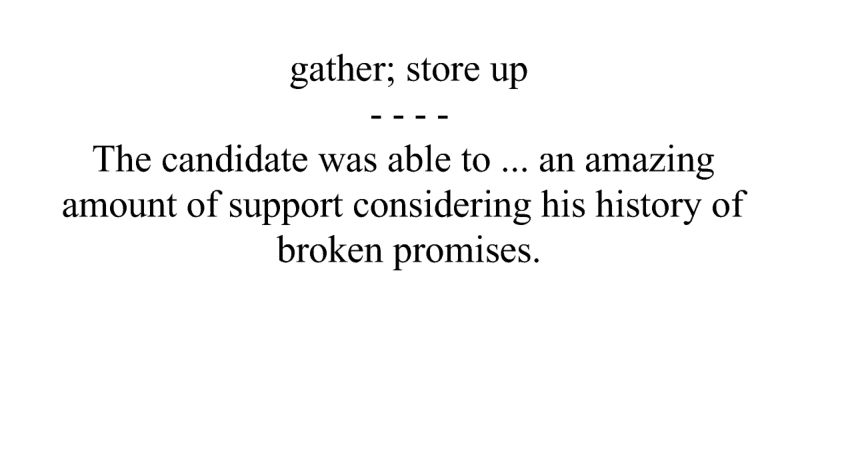 gather; store up
- - - -
The candidate was able to ... an amazing
amount of support considering his history of
broken promises.